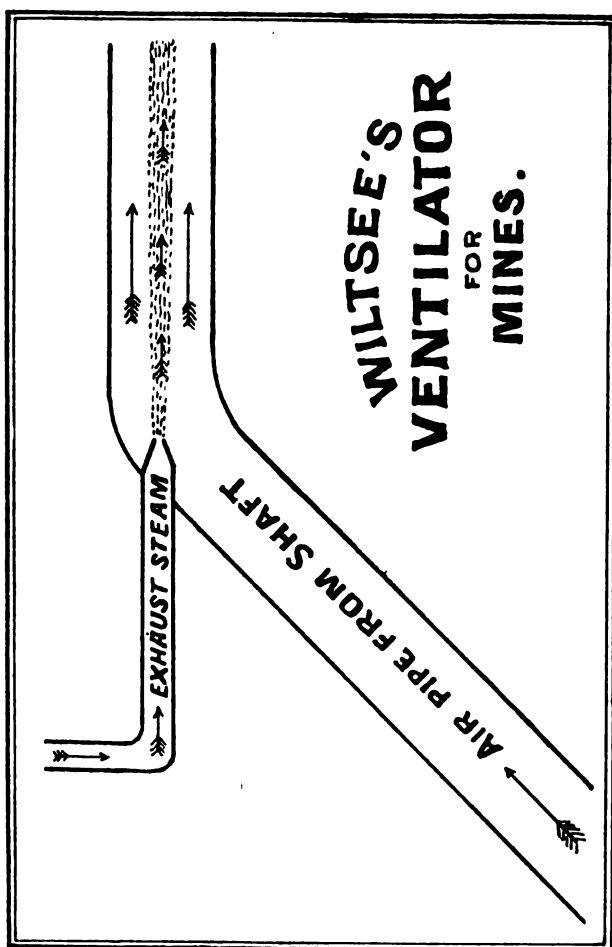 WILTSEE'S
VENTILATOR
FOR
MINES.
EXHAUST STEAM
AIR PIPE FROM SHAFT